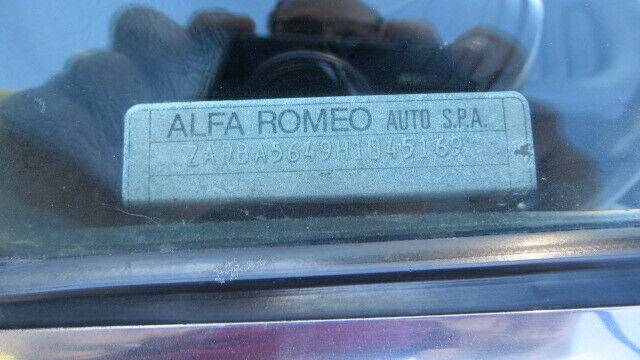 ALFA ROMEO AUTO S.P.A.
ZARBA5649H1045169